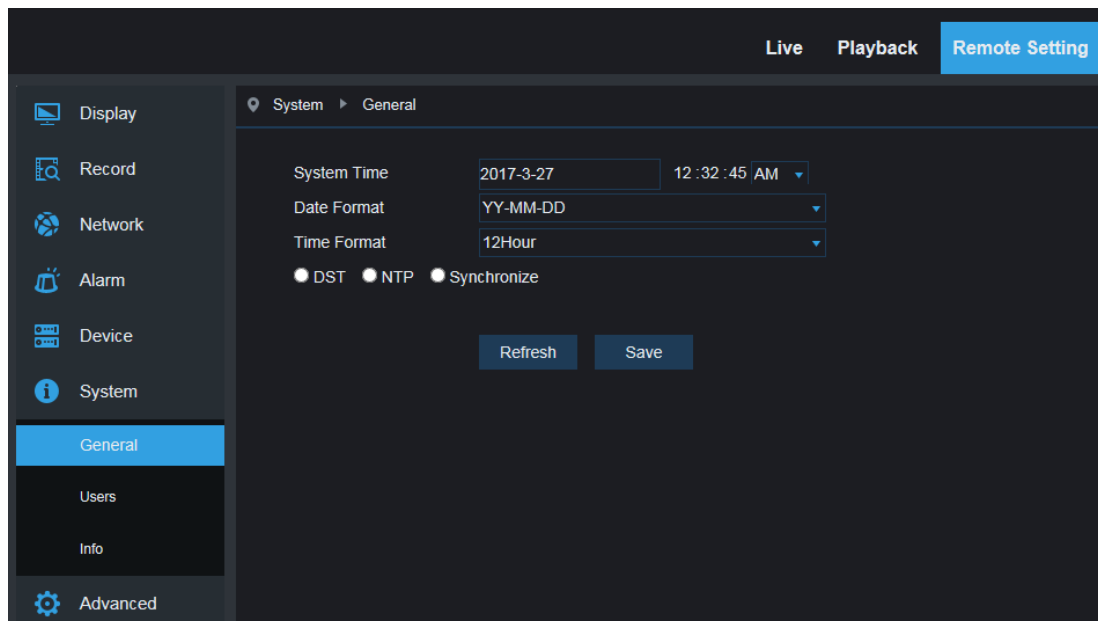 Live Playback Remote Setting
Display
Record
Network
Alarm
Device
System
General
Users
Info
Advanced
System General
System Time 2017-3-27 12:32:45 AM
Date Format YY-MM-DD
Time Format 12Hour
DST NTP Synchronize
Refresh Save